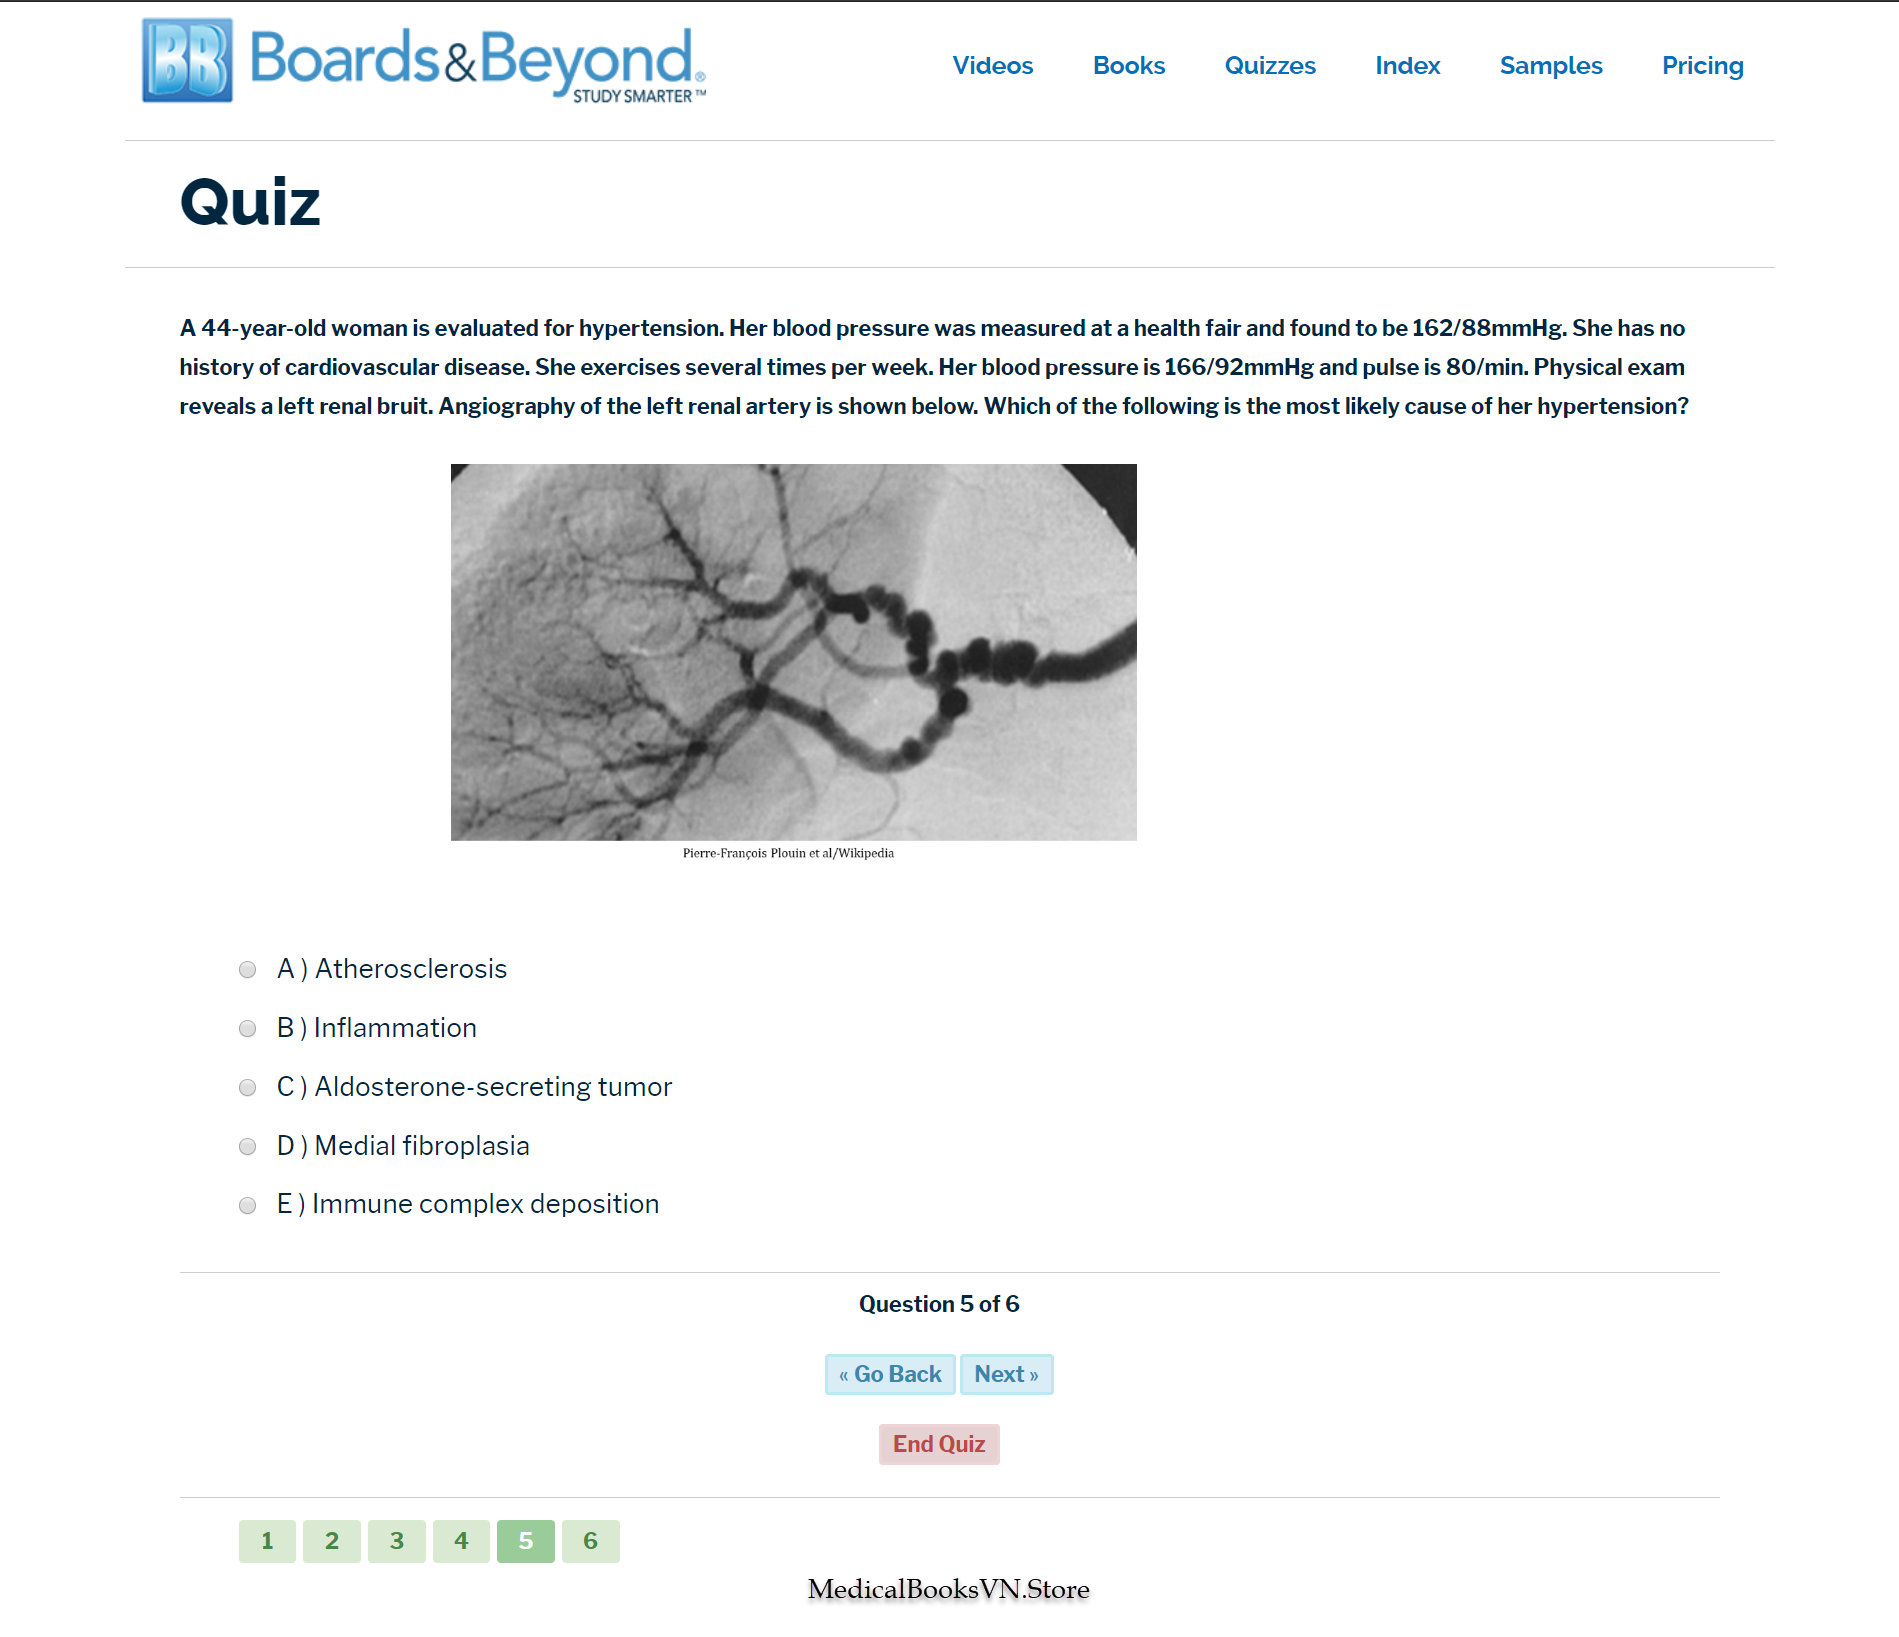 BB Boards&Beyond.®
STUDY SMARTER™
Videos Books Quizzes Index Samples Pricing
Quiz
A 44-year-old woman is evaluated for hypertension. Her blood pressure was measured at a health fair and found to be 162/88mmHg. She has no
history of cardiovascular disease. She exercises several times per week. Her blood pressure is 166/92mmHg and pulse is 80/min. Physical exam
reveals a left renal bruit. Angiography of the left renal artery is shown below. Which of the following is the most likely cause of her hypertension?
Pierre-François Plouin et al/Wikipedia
A ) Atherosclerosis
B ) Inflammation
C ) Aldosterone-secreting tumor
D ) Medial fibroplasia
E ) Immune complex deposition
Question 5 of 6
« Go Back Next »
End Quiz
1 2 3 4 5 6
MedicalBooksVN.Store